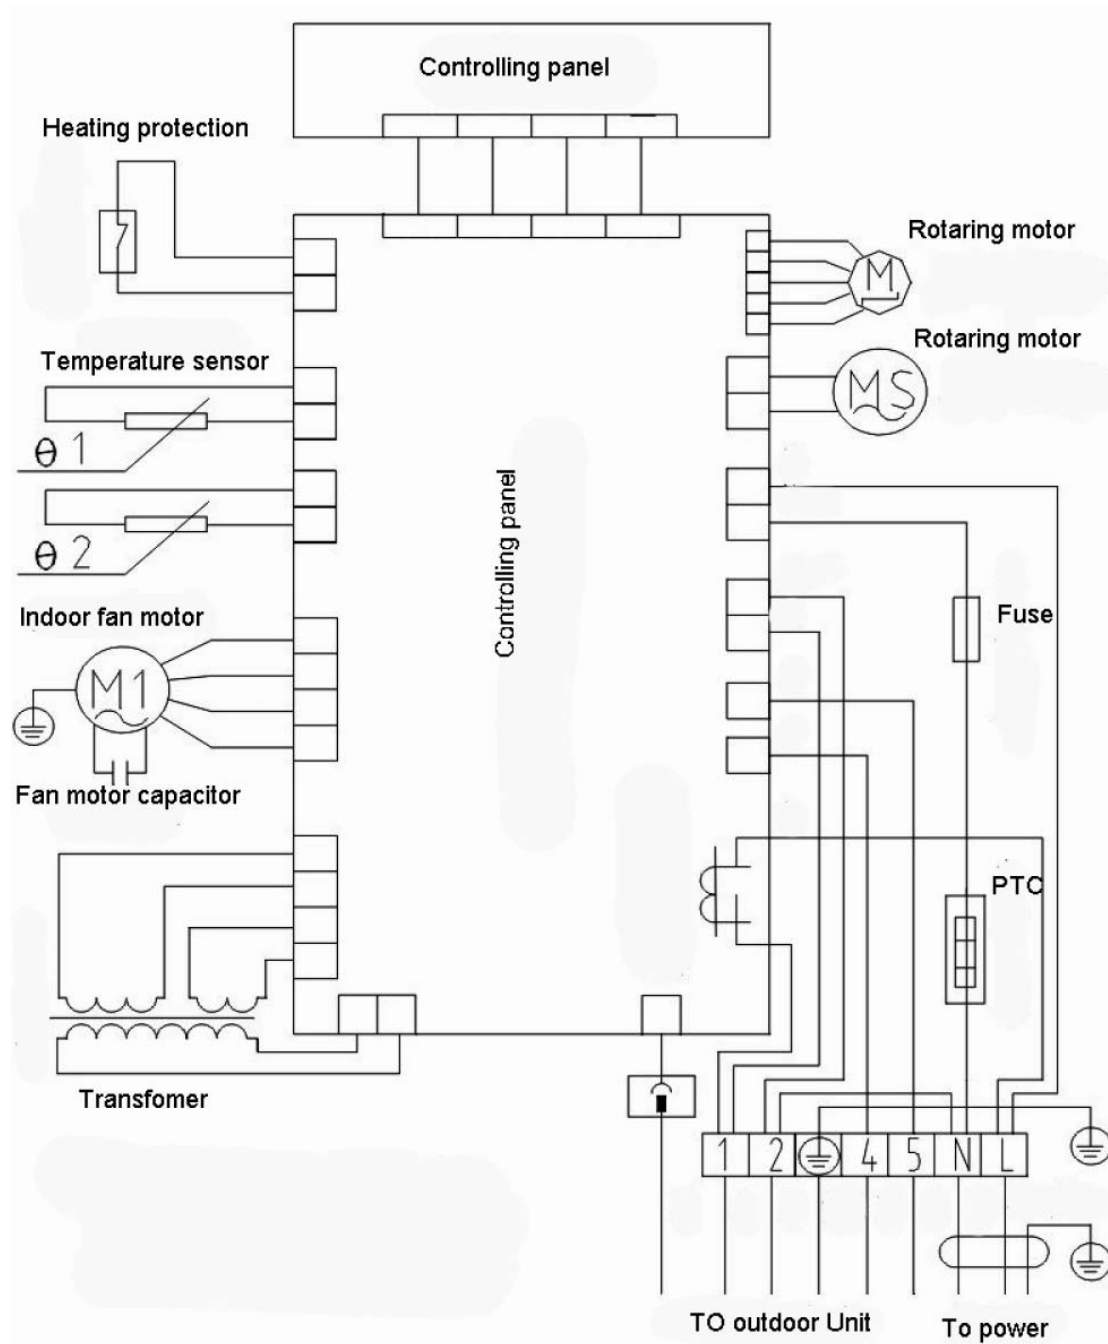 Controlling panel
Heating protection
Rotaring motor
M
Rotaring motor
MS
Temperature sensor
θ 1
θ 2
Controlling panel
Indoor fan motor
M1
Fan motor capacitor
Fuse
PTC
Transfomer
1 2 4 5 N L
TO outdoor Unit
To power